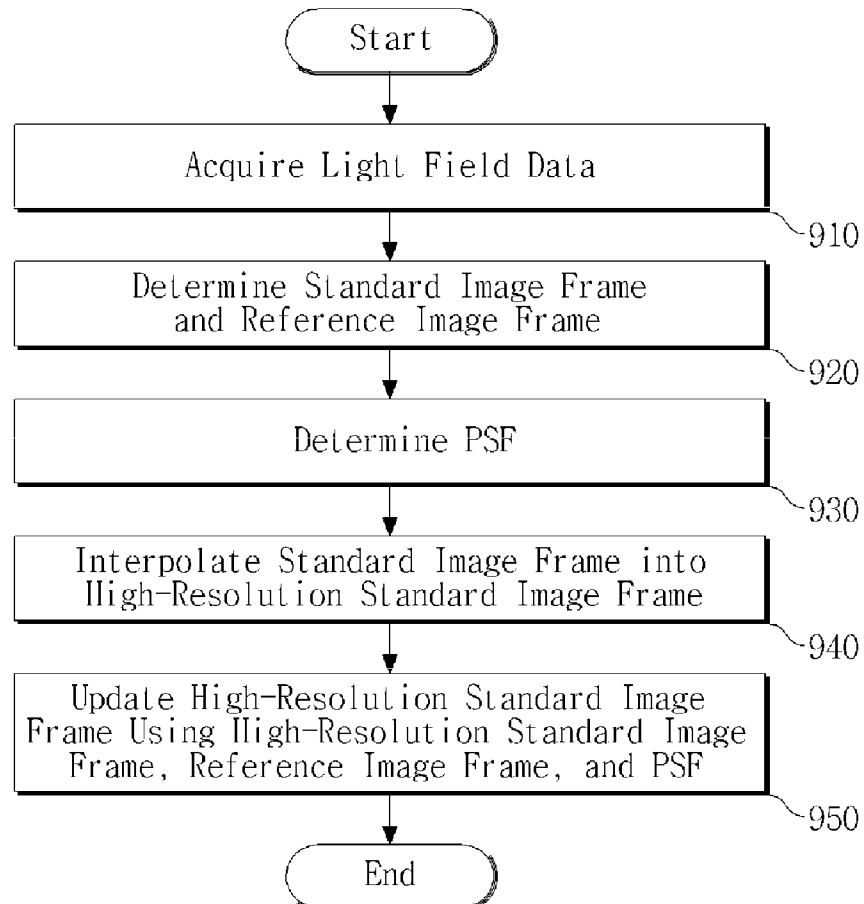 Start
Acquire Light Field Data
910
Determine Standard Image Frame
and Reference Image Frame
920
Determine PSF
930
Interpolate Standard Image Frame into
High-Resolution Standard Image Frame
940
Update High-Resolution Standard Image
Frame Using High-Resolution Standard Image
Frame, Reference Image Frame, and PSF
950
End